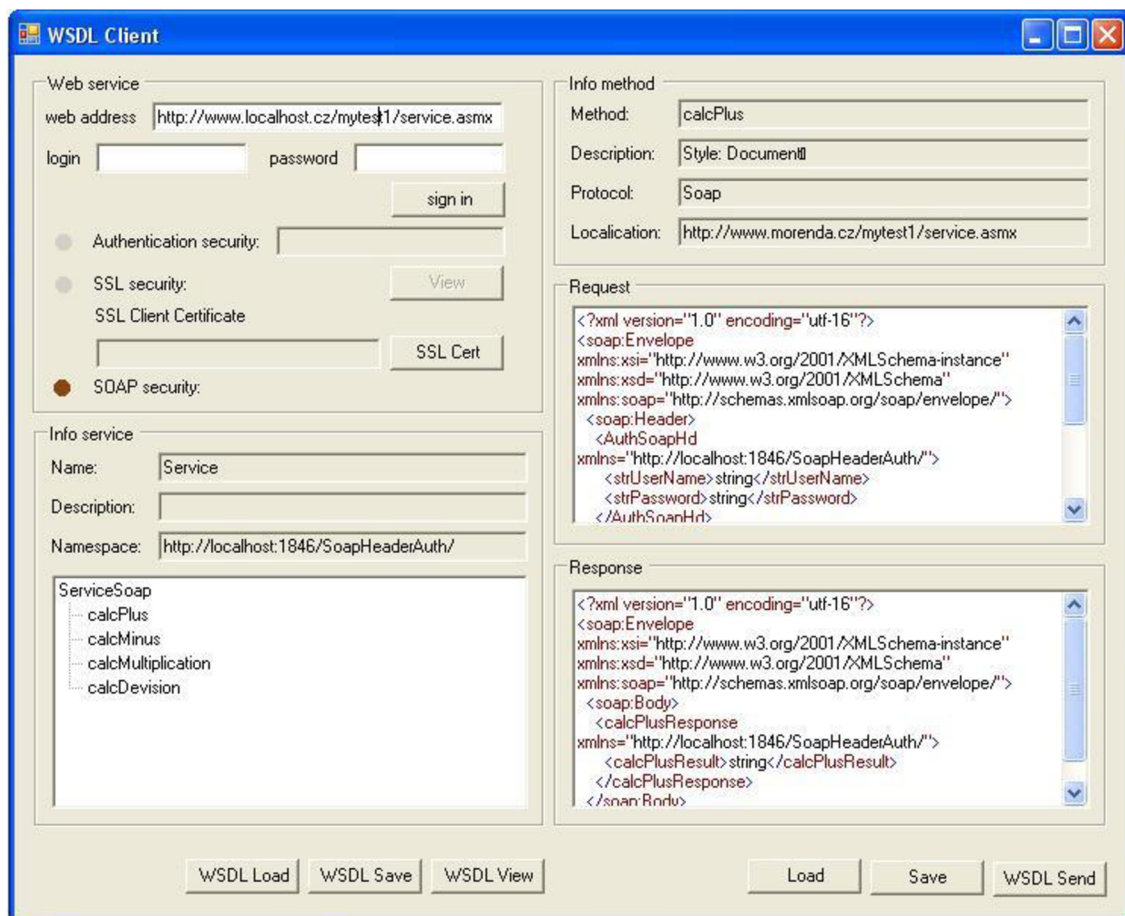 WSDL Client
Web service
web address http://www.localhost.cz/mytest1/service.asmx
login password
sign in
Authentication security:
SSL security: View
SSL Client Certificate
SSL Cert
SOAP security:
Info service
Name: Service
Description:
Namespace: http://localhost:1846/SoapHeaderAuth/
ServiceSoap
calcPlus
calcMinus
calcMultiplication
calcDevision
WSDL Load WSDL Save WSDL View
Info method
Method: calcPlus
Description: Style: Document
Protocol: Soap
Localication: http://www.morenda.cz/mytest1/service.asmx
Request
<?xml version="1.0" encoding="utf-16"?>
<soap:Envelope
xmlns:xsi="http://www.w3.org/2001/XMLSchema-instance"
xmlns:xsd="http://www.w3.org/2001/XMLSchema"
xmlns:soap="http://schemas.xmlsoap.org/soap/envelope/">
<soap:Header>
<AuthSoapHd
xmlns="http://localhost:1846/SoapHeaderAuth/">
<strUserName>string</strUserName>
<strPassword>string</strPassword>
</AuthSoapHd>
Response
<?xml version="1.0" encoding="utf-16"?>
<soap:Envelope
xmlns:xsi="http://www.w3.org/2001/XMLSchema-instance"
xmlns:xsd="http://www.w3.org/2001/XMLSchema"
xmlns:soap="http://schemas.xmlsoap.org/soap/envelope/">
<soap:Body>
<calcPlusResponse
xmlns="http://localhost:1846/SoapHeaderAuth/">
<calcPlusResult>string</calcPlusResult>
</calcPlusResponse>
</soap:Body>
Load Save WSDL Send